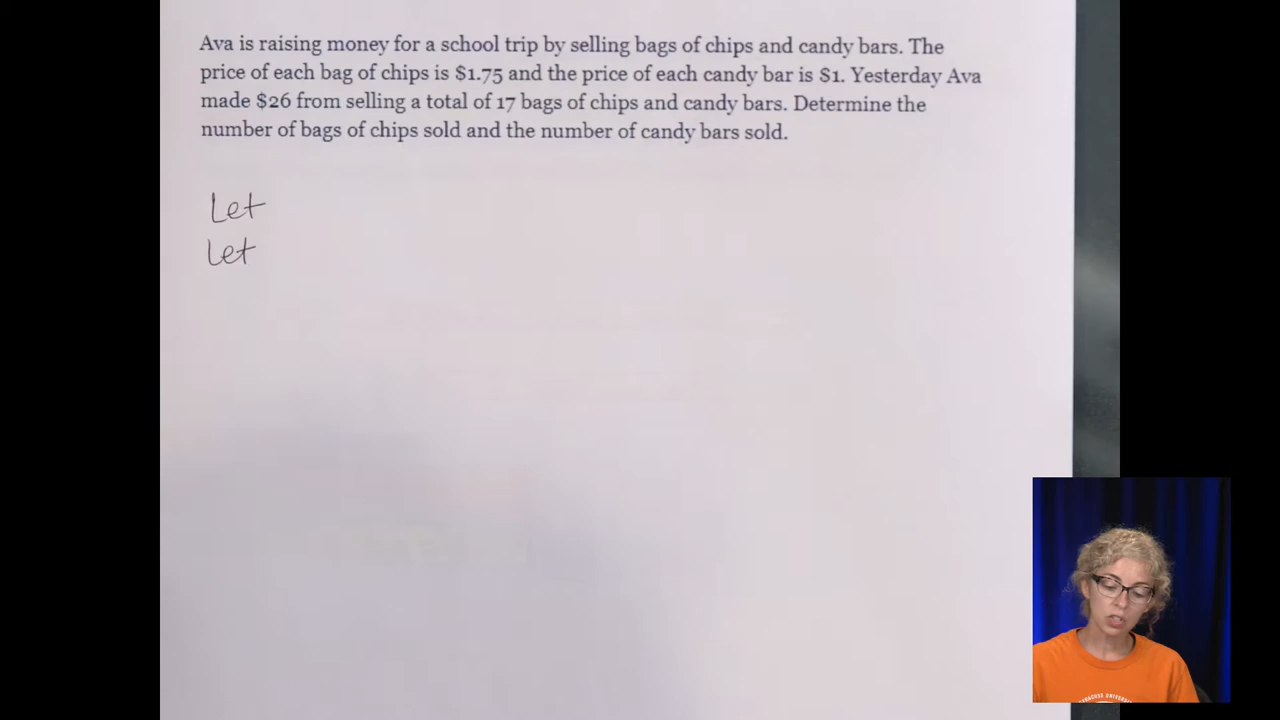 Ava is raising money for a school trip by selling bags of chips and candy bars. The
price of each bag of chips is $1.75 and the price of each candy bar is $1. Yesterday Ava
made $26 from selling a total of 17 bags of chips and candy bars. Determine the
number of bags of chips sold and the number of candy bars sold.
Let
Let